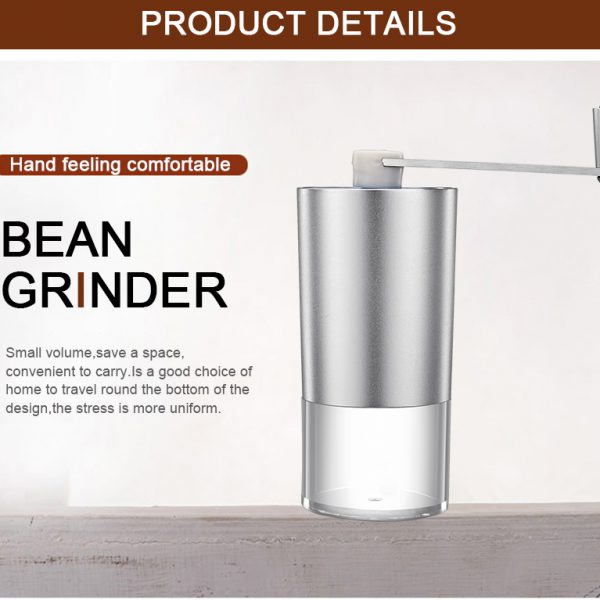 PRODUCT DETAILS
Hand feeling comfortable
BEAN
GRINDER
Small volume,save a space,
convenient to carry.Is a good choice of
home to travel round the bottom of the
design,the stress is more uniform.